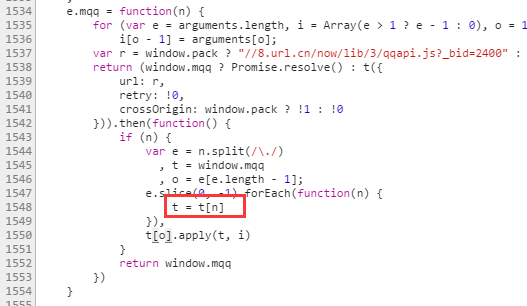 1534 e.mqq = function(n) {
1535 for (var e = arguments.length, i = Array(e > 1 ? e - 1 : 0), o = 1
1536 i[o - 1] = arguments[o];
1537 var r = window.pack ? "//8.url.cn/now/lib/3/qqapi.js?_bid=2400" :
1538 return (window.mqq ? Promise.resolve() : t({
1539 url: r,
1540 retry: !0,
1541 crossOrigin: window.pack ? !1 : !0
1542 })).then(function() {
1543 if (n) {
1544 var e = n.split(/\./)
1545 , t = window.mqq
1546 , o = e[e.length - 1];
1547 e.slice(0, -1).forEach(function(n) {
1548 t = t[n]
1549 }),
1550 t[o].apply(t, i)
1551 }
1552 return window.mqq
1553 })
1554 }